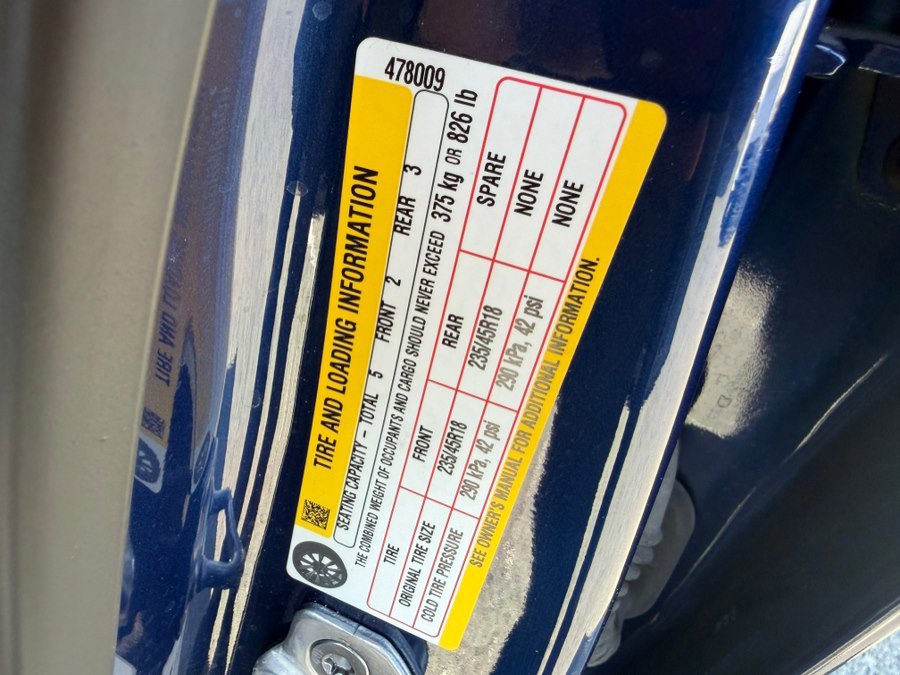 478009
TIRE AND LOADING INFORMATION
SEATING CAPACITY – TOTAL 5 FRONT 2 REAR 3
THE COMBINED WEIGHT OF OCCUPANTS AND CARGO SHOULD NEVER EXCEED 375 kg OR 826 lb
TIRE FRONT REAR SPARE
ORIGINAL TIRE SIZE 235/45R18 235/45R18 NONE
COLD TIRE PRESSURE 290 kPa, 42 psi 290 kPa, 42 psi NONE
SEE OWNER'S MANUAL FOR ADDITIONAL INFORMATION.
TIRE AND LOADI